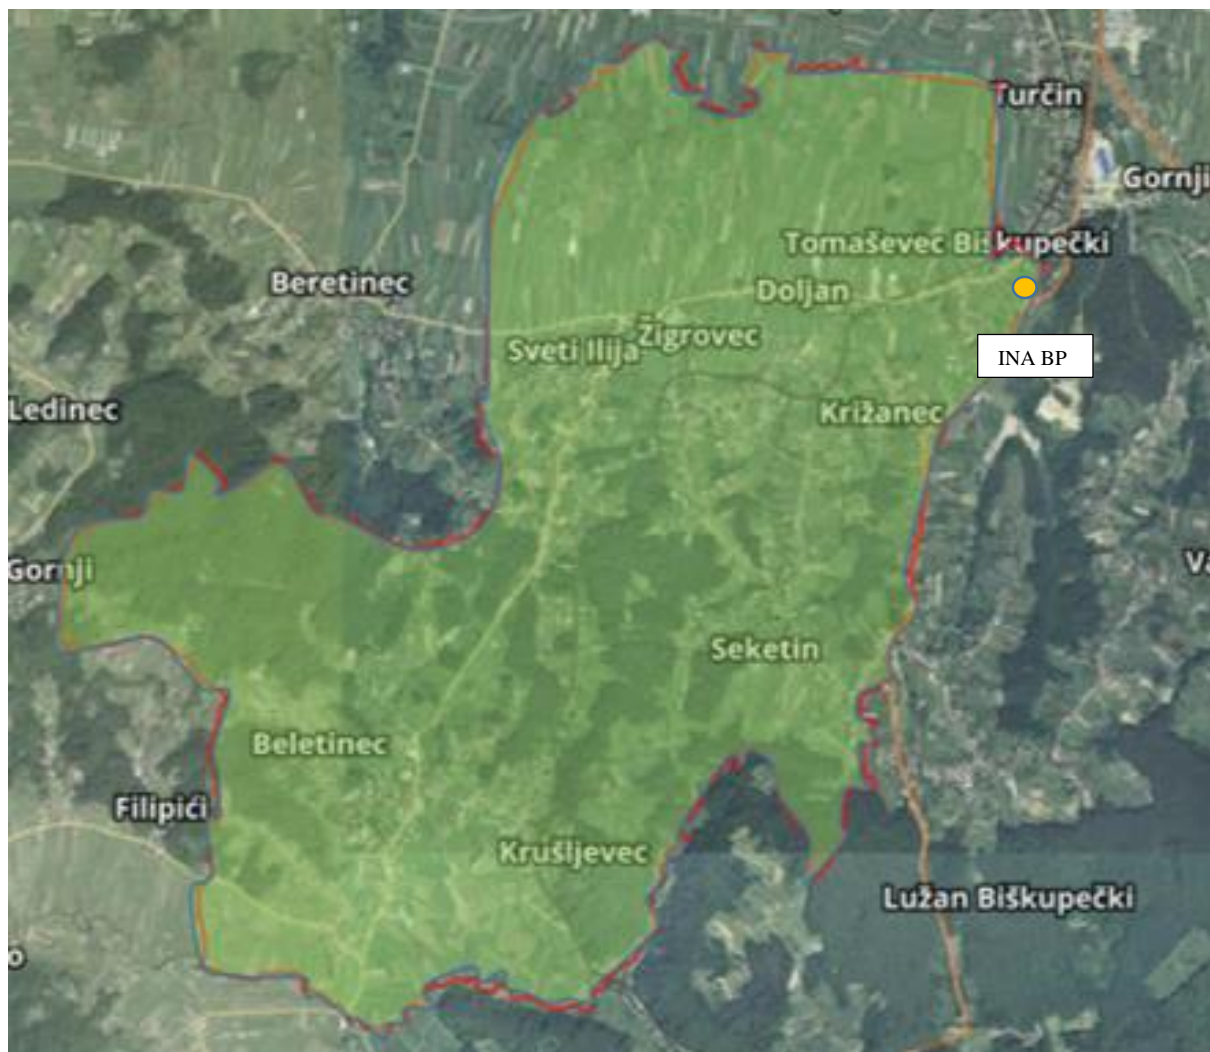 Turčin
Gornji
Tomaševec Biškupečki
Beretinec
Doljan
Žigrovec
Sveti Ilija
INA BP
Ledinec
Križanec
Gornji
Va
Seketin
Beletinec
Filipići
Krušljevec
Lužan Biškupečki
o